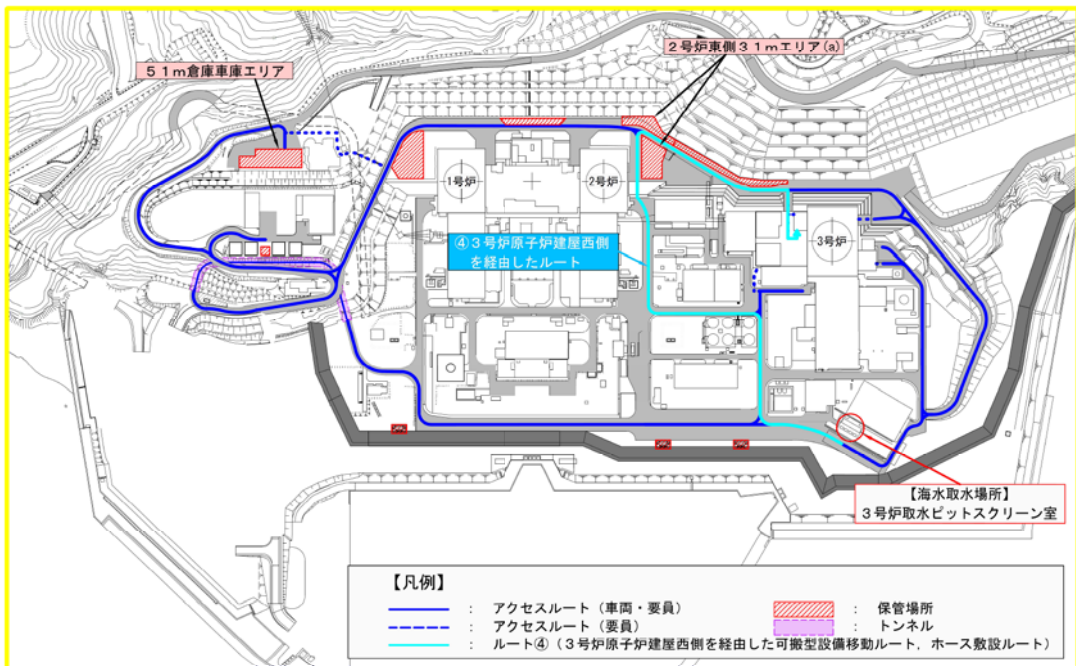 ２号炉東側３１ｍエリア(a)
５１ｍ倉庫車庫エリア
1号炉
2号炉
3号炉
④３号炉原子炉建屋西側
を経由したルート
【海水取水場所】
３号炉取水ピットスクリーン室
【凡例】
： アクセスルート（車両・要員）
： 保管場所
： アクセスルート（要員）
： トンネル
： ルート④（３号炉原子炉建屋西側を経由した可搬型設備移動ルート，ホース敷設ルート）